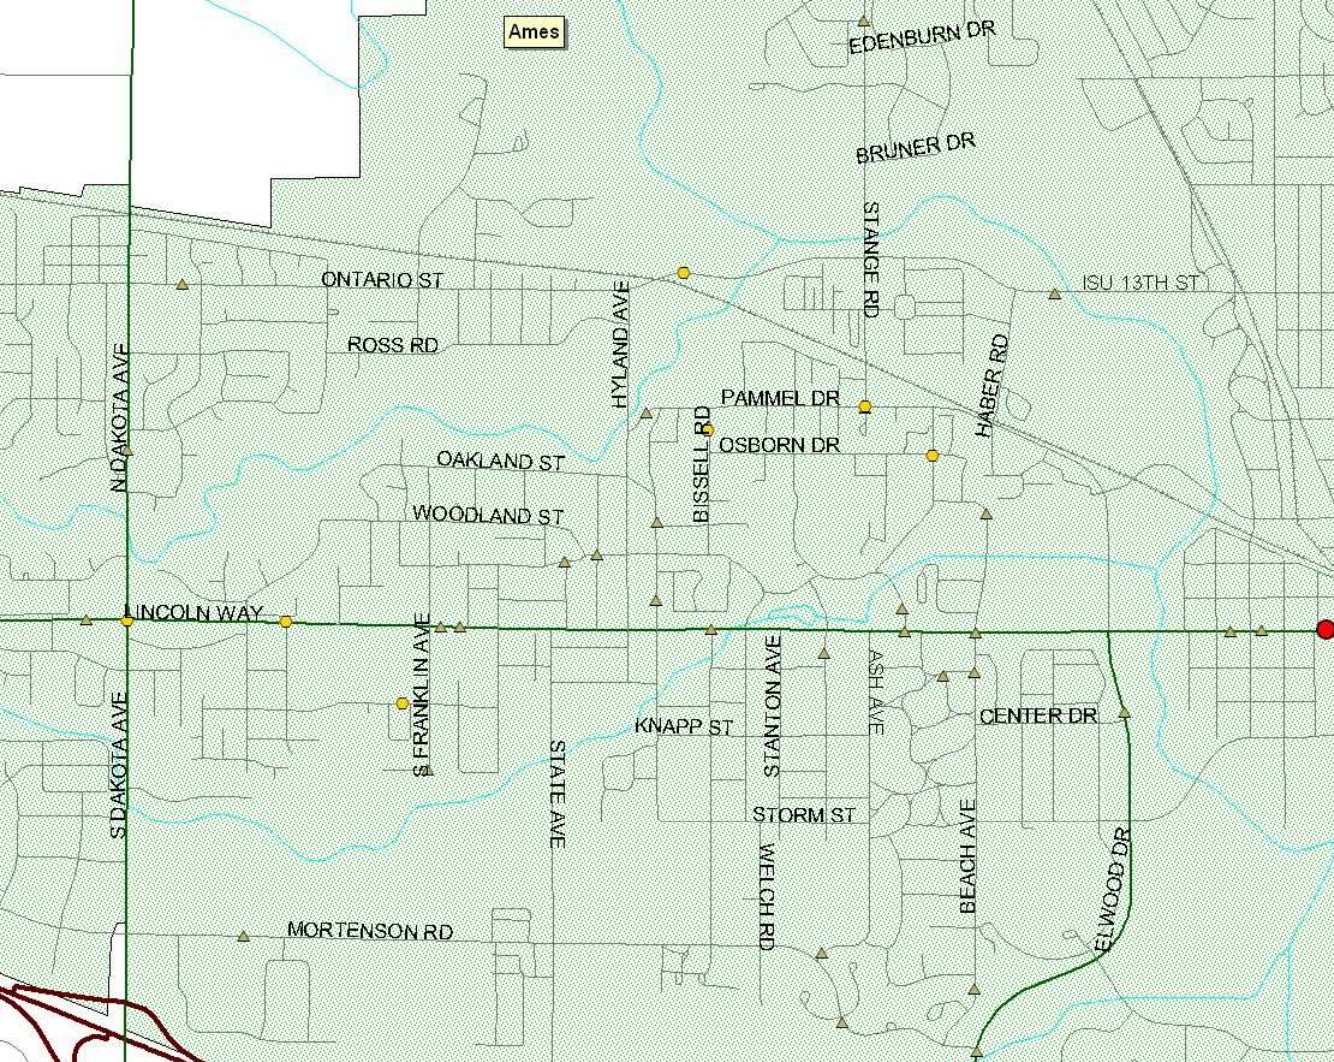 Ames
EDENBURN DR
BRUNER DR
STANGE RD
ONTARIO ST
ISU 13TH ST
HYLAND AVE
ROSS RD
N DAKOTA AVE
HABER RD
PAMMEL DR
BISSELL RD
OSBORN DR
OAKLAND ST
WOODLAND ST
LINCOLN WAY
S FRANKLIN AVE
STANTON AVE
ASH AVE
S DAKOTA AVE
KNAPP ST
CENTER DR
STATE AVE
STORM ST
BEACH AVE
WELCH RD
ELWOOD DR
MORTENSON RD